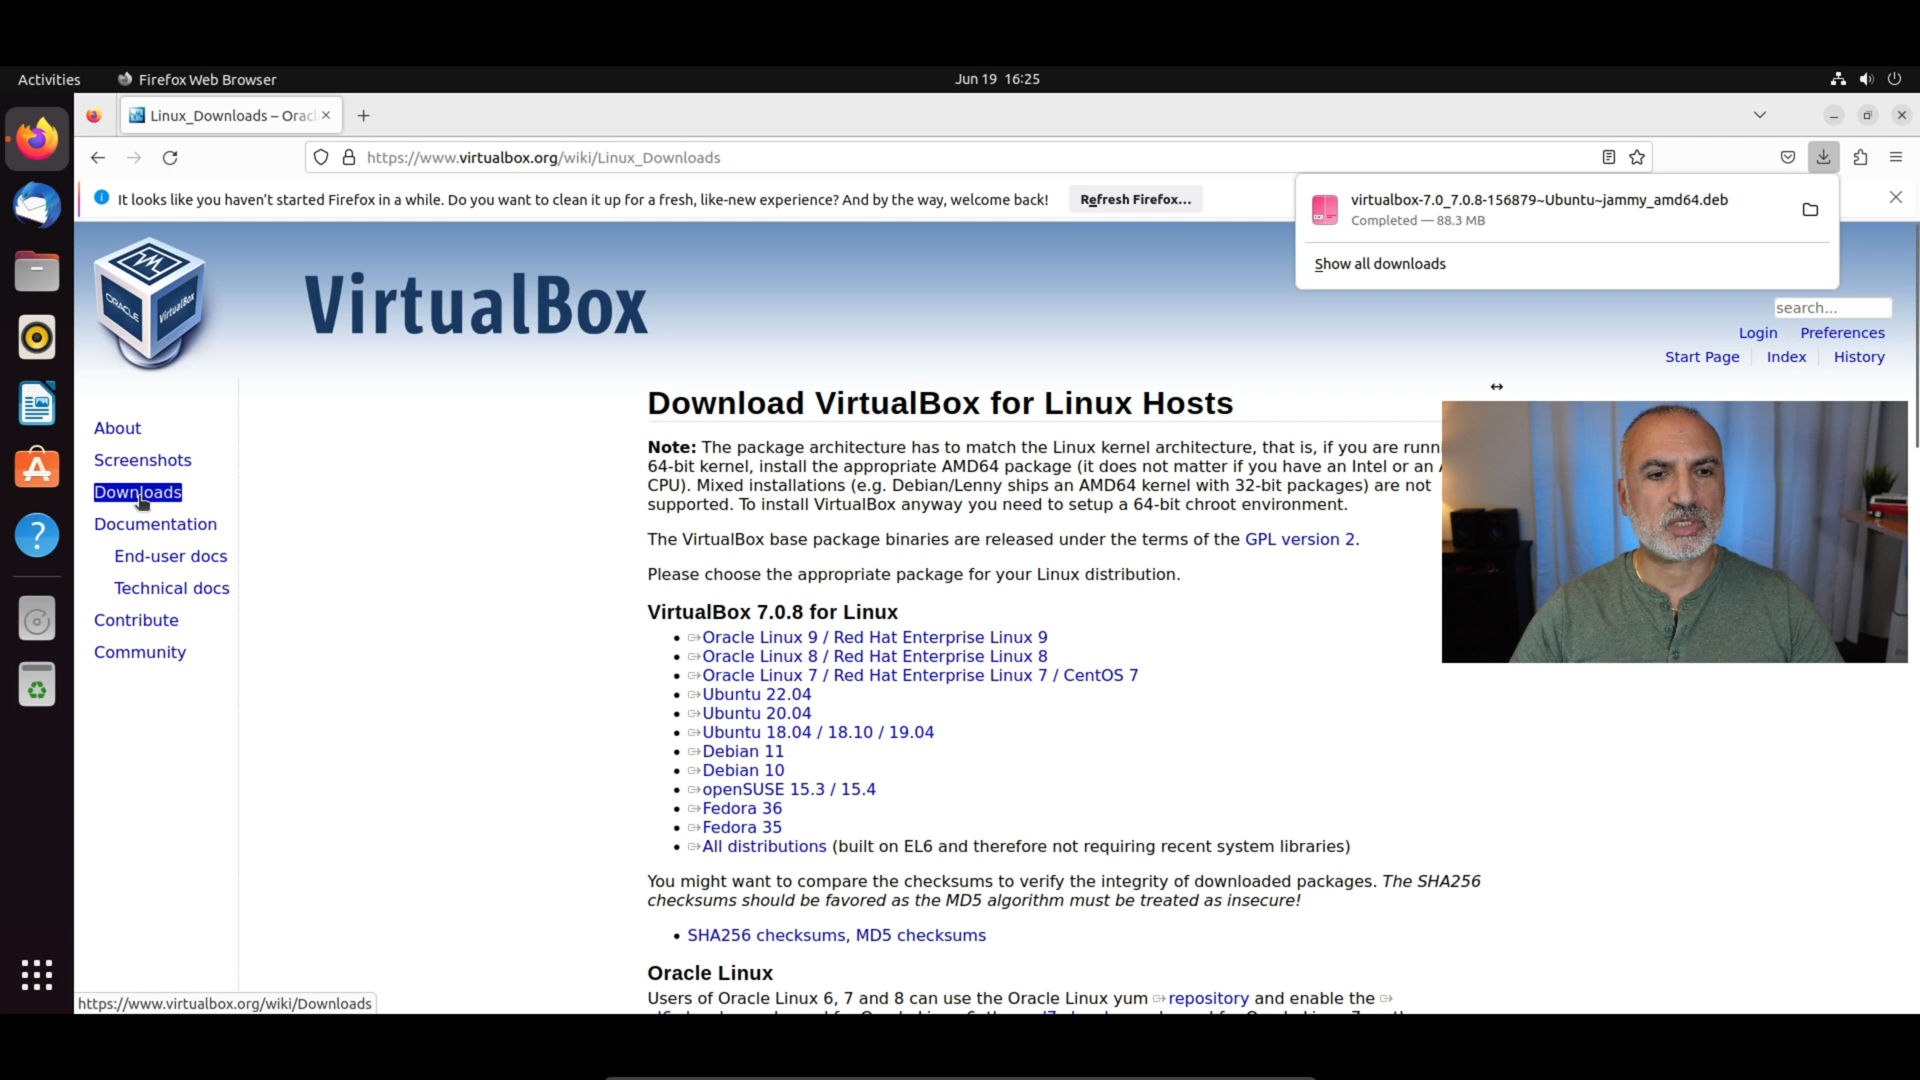 Activities
Firefox Web Browser
Jun 19 16:25
Linux_Downloads – Orac
https://www.virtualbox.org/wiki/Linux_Downloads
It looks like you haven't started Firefox in a while. Do you want to clean it up for a fresh, like-new experience? And by the way, welcome back!
Refresh Firefox...
virtualbox-7.0_7.0.8-156879~Ubuntu~jammy_amd64.deb
Completed — 88.3 MB
Show all downloads
ORACLE
VirtualBox
VirtualBox
search...
Login
Preferences
Start Page
Index
History
About
Screenshots
Downloads
Documentation
End-user docs
Technical docs
Contribute
Community
Download VirtualBox for Linux Hosts
Note: The package architecture has to match the Linux kernel architecture, that is, if you are runn
64-bit kernel, install the appropriate AMD64 package (it does not matter if you have an Intel or an
CPU). Mixed installations (e.g. Debian/Lenny ships an AMD64 kernel with 32-bit packages) are not
supported. To install VirtualBox anyway you need to setup a 64-bit chroot environment.
The VirtualBox base package binaries are released under the terms of the GPL version 2.
Please choose the appropriate package for your Linux distribution.
VirtualBox 7.0.8 for Linux
Oracle Linux 9 / Red Hat Enterprise Linux 9
Oracle Linux 8 / Red Hat Enterprise Linux 8
Oracle Linux 7 / Red Hat Enterprise Linux 7 / CentOS 7
Ubuntu 22.04
Ubuntu 20.04
Ubuntu 18.04 / 18.10 / 19.04
Debian 11
Debian 10
openSUSE 15.3 / 15.4
Fedora 36
Fedora 35
All distributions (built on EL6 and therefore not requiring recent system libraries)
You might want to compare the checksums to verify the integrity of downloaded packages. The SHA256
checksums should be favored as the MD5 algorithm must be treated as insecure!
SHA256 checksums, MD5 checksums
Oracle Linux
Users of Oracle Linux 6, 7 and 8 can use the Oracle Linux yum repository and enable the
https://www.virtualbox.org/wiki/Downloads